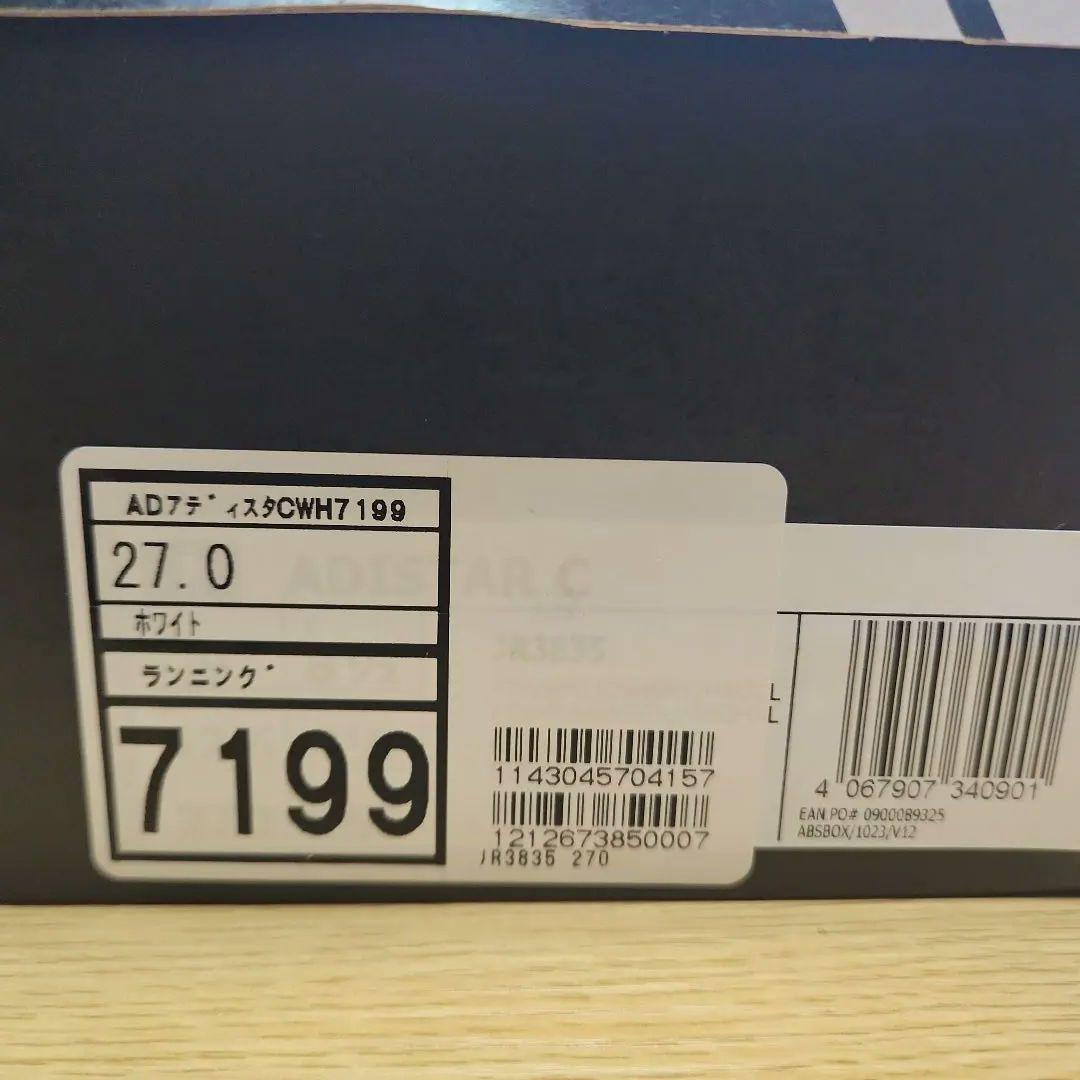 ADアディスタCWH7199
27.0
ADISTAR C
ホワイト
JR3835
ランニング
7199
1143045704157
1212673850007
JR3835 270
L
L
4 067907 340901
EAN PO# 0900089325
ABSBOX/1023/V12